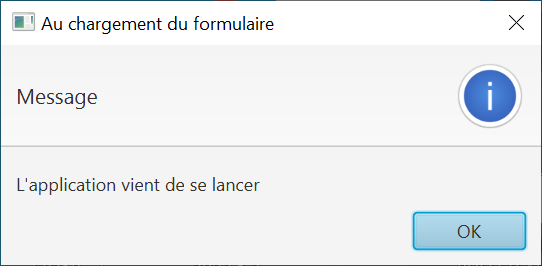 Au chargement du formulaire
Message
L'application vient de se lancer
OK